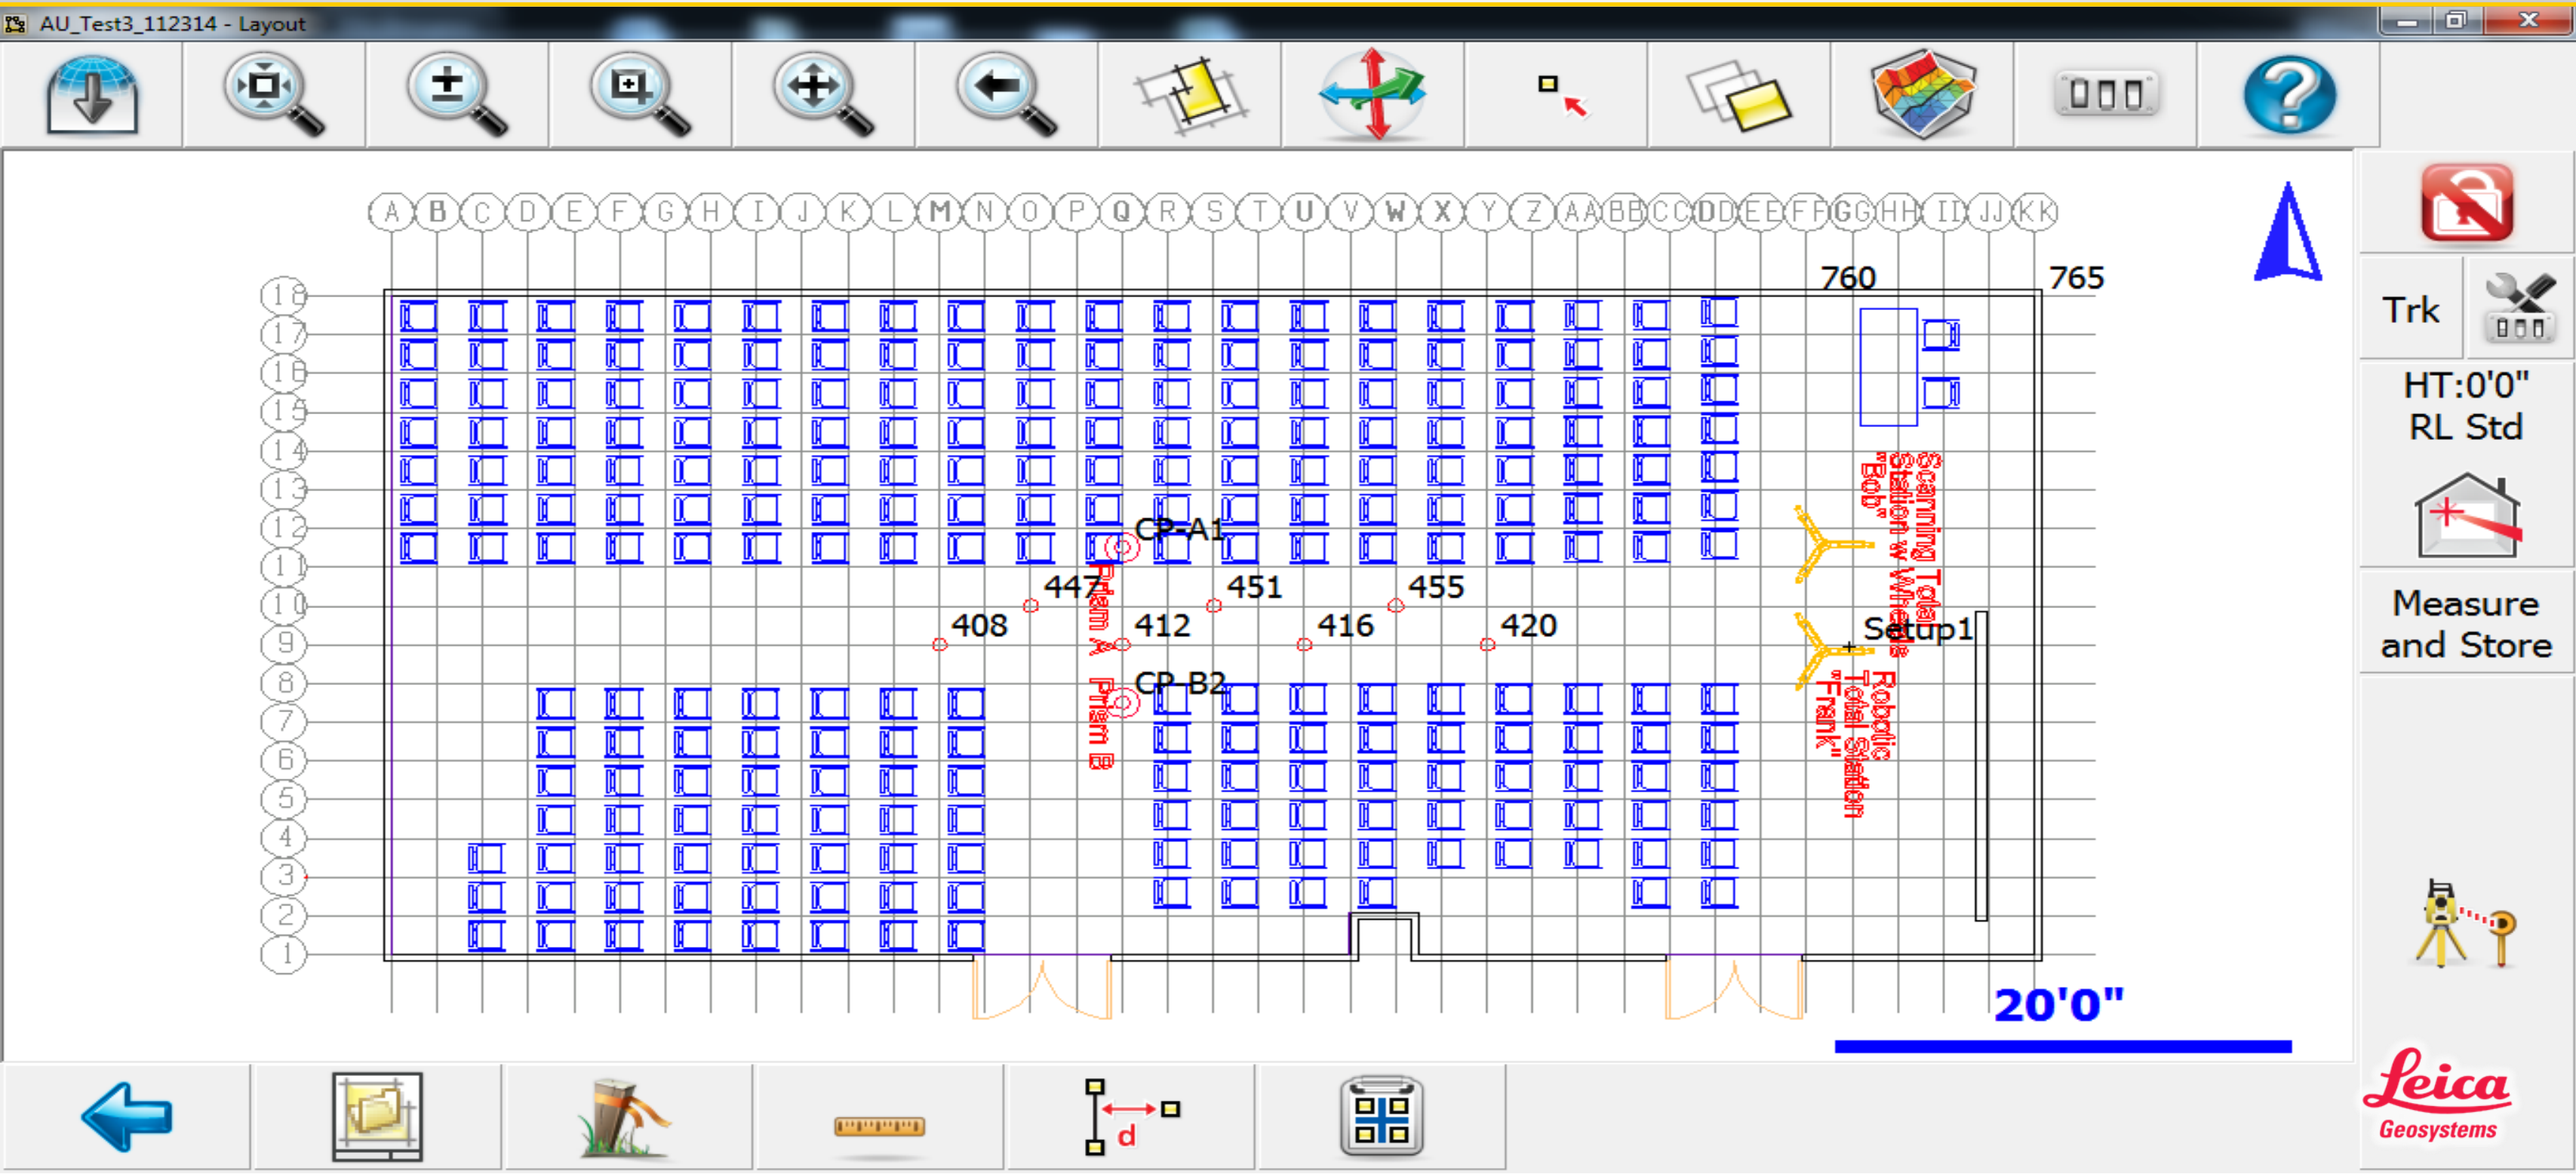 AU_Test3_112314 - Layout
A B C D E F G H I J K L M N O P Q R S T U V W X Y Z AA BB CC DD EE FF GG HH II JJ KK
760
765
18
17
16
15
14
13
12
11
10
9
8
7
6
5
4
3
2
1
CP-A1
447
451
455
408
412
416
420
CP-B2
Prism A
Prism B
Scanning Total
Station w Wheels
"Bob"
Setup1
Robotic
Total Station
"Frank"
20'0"
Trk
HT:0'0"
RL Std
Measure
and Store
d
Leica
Geosystems